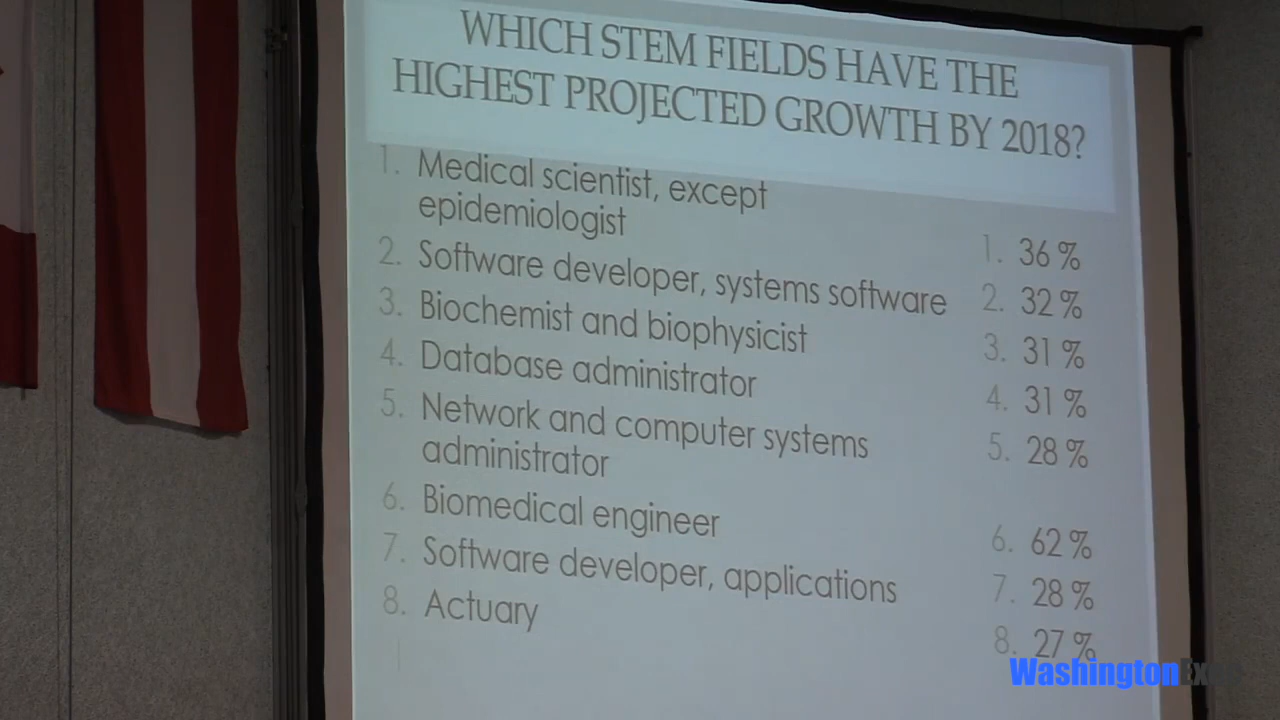 WHICH STEM FIELDS HAVE THE
HIGHEST PROJECTED GROWTH BY 2018?
1. Medical scientist, except
epidemiologist
2. Software developer, systems software
3. Biochemist and biophysicist
4. Database administrator
5. Network and computer systems
administrator
6. Biomedical engineer
7. Software developer, applications
8. Actuary
1. 36 %
2. 32 %
3. 31 %
4. 31 %
5. 28 %
6. 62 %
7. 28 %
8. 27 %
Washington